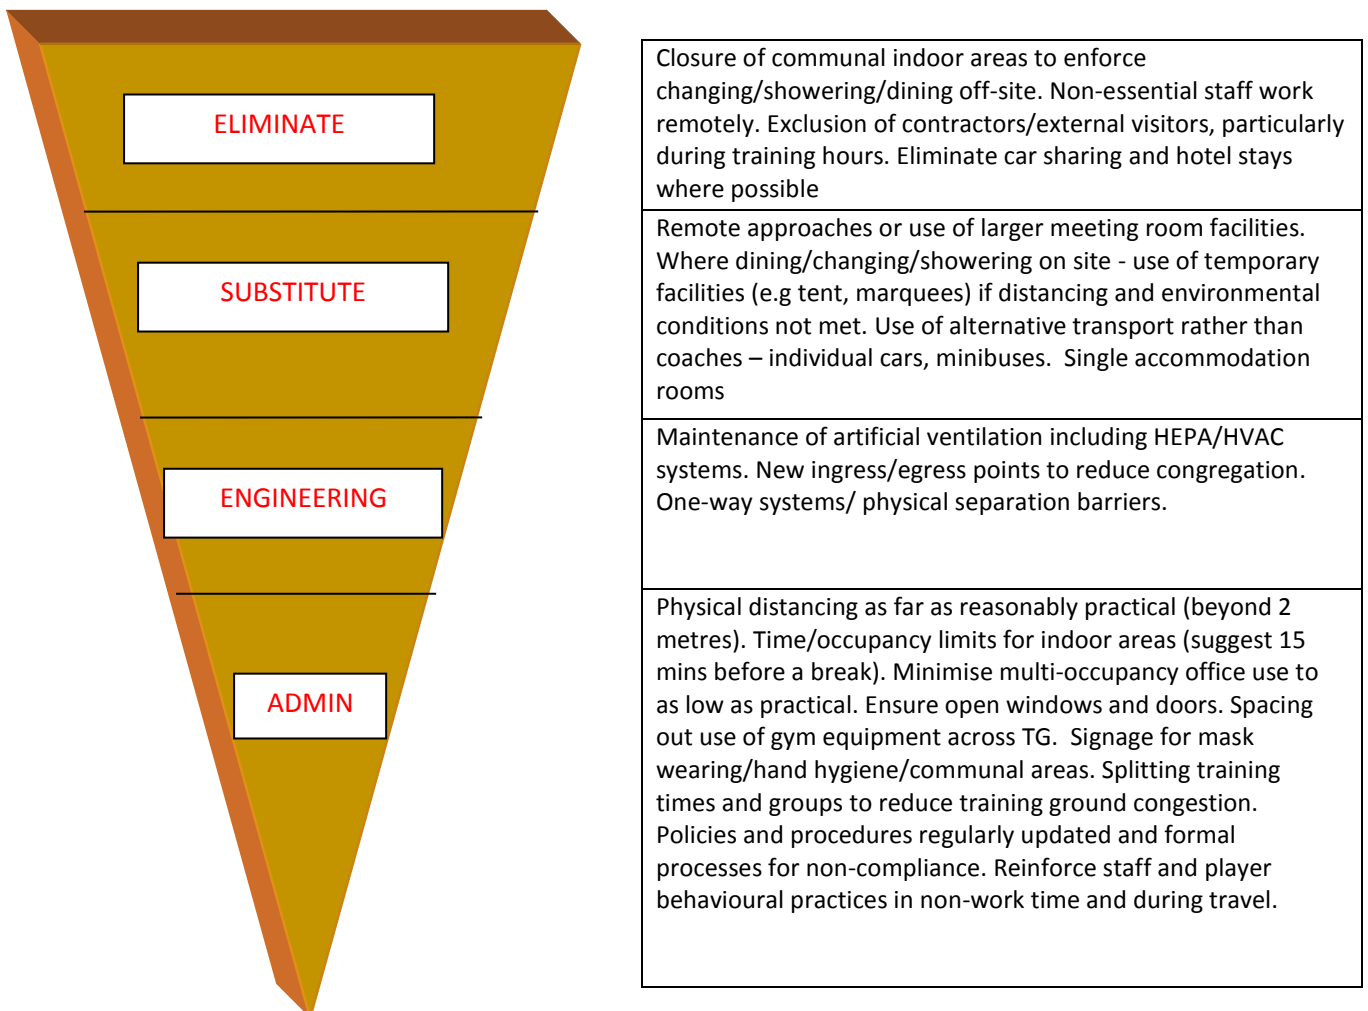 ELIMINATE
Closure of communal indoor areas to enforce
changing/showering/dining off-site. Non-essential staff work
remotely. Exclusion of contractors/external visitors, particularly
during training hours. Eliminate car sharing and hotel stays
where possible
SUBSTITUTE
Remote approaches or use of larger meeting room facilities.
Where dining/changing/showering on site - use of temporary
facilities (e.g tent, marquees) if distancing and environmental
conditions not met. Use of alternative transport rather than
coaches – individual cars, minibuses.  Single accommodation
rooms
ENGINEERING
Maintenance of artificial ventilation including HEPA/HVAC
systems. New ingress/egress points to reduce congregation.
One-way systems/ physical separation barriers.
ADMIN
Physical distancing as far as reasonably practical (beyond 2
metres). Time/occupancy limits for indoor areas (suggest 15
mins before a break). Minimise multi-occupancy office use to
as low as practical. Ensure open windows and doors. Spacing
out use of gym equipment across TG.  Signage for mask
wearing/hand hygiene/communal areas. Splitting training
times and groups to reduce training ground congestion.
Policies and procedures regularly updated and formal
processes for non-compliance. Reinforce staff and player
behavioural practices in non-work time and during travel.